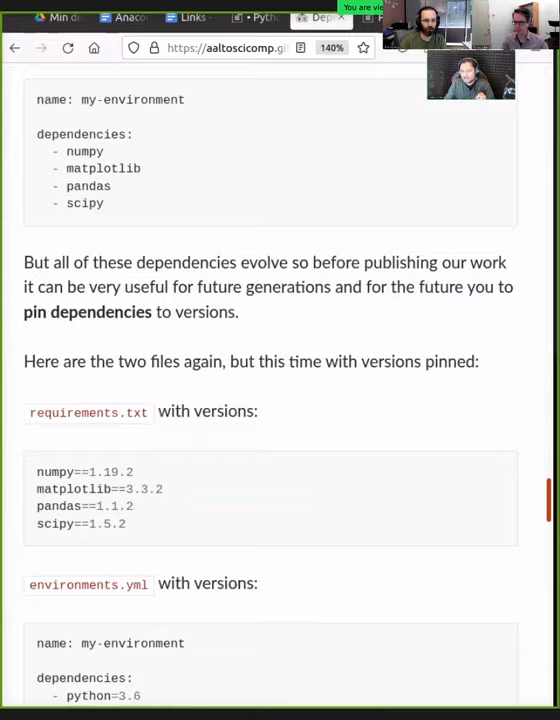 You are vie
Min di
Anaco
Links
Pytho
Dep
https://aaltoscicomp.gi
140%
name: my-environment
dependencies:
- numpy
- matplotlib
- pandas
- scipy
But all of these dependencies evolve so before publishing our work
it can be very useful for future generations and for the future you to
pin dependencies to versions.
Here are the two files again, but this time with versions pinned:
requirements.txt with versions:
numpy==1.19.2
matplotlib==3.3.2
pandas==1.1.2
scipy==1.5.2
environments.yml with versions:
name: my-environment
dependencies:
- python=3.6